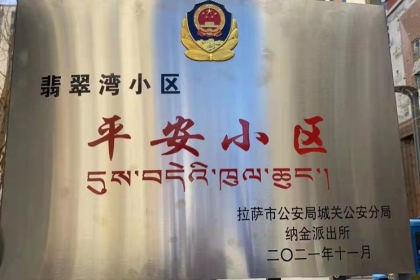 翡翠湾小区
平安小区
དུས་བདེའི་ཁུལ་ཆུང་།
拉萨市公安局城关公安分局
纳金派出所
二〇二一年十一月